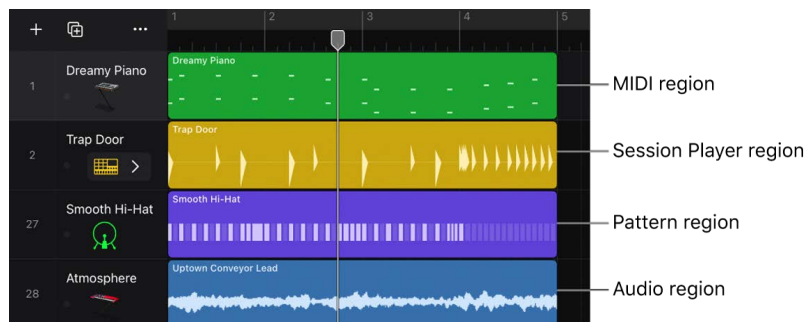 1 2 3 4 5
Dreamy Piano
1
Dreamy Piano
MIDI region
Trap Door
2
Trap Door
Session Player region
Smooth Hi-Hat
27
Smooth Hi-Hat
Pattern region
Uptown Conveyor Lead
28
Atmosphere
Audio region